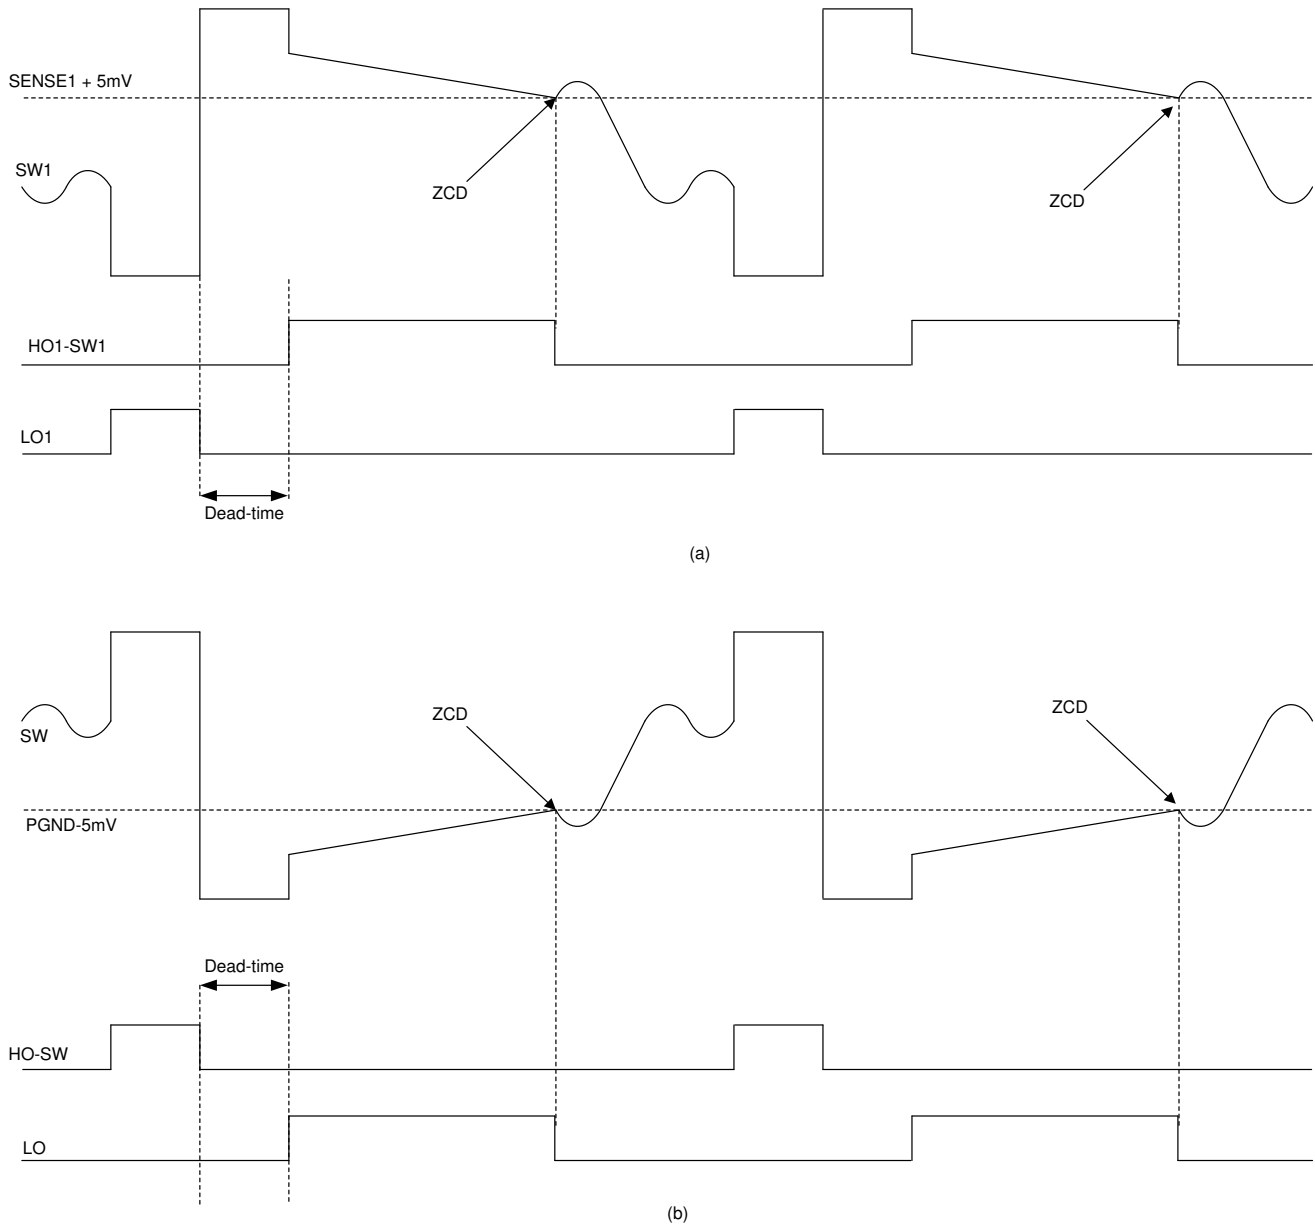 SENSE1 + 5mV
SW1
ZCD
ZCD
HO1-SW1
LO1
Dead-time
(a)
ZCD
ZCD
SW
PGND-5mV
Dead-time
HO-SW
LO
(b)